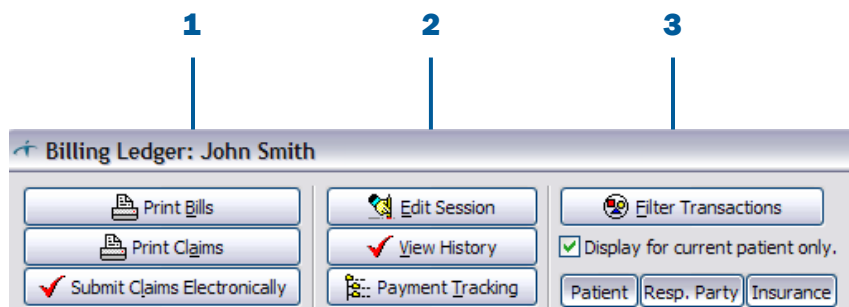 1 2 3
Billing Ledger: John Smith
Print Bills Edit Session Filter Transactions
Print Claims View History Display for current patient only.
Submit Claims Electronically Payment Tracking Patient Resp. Party Insurance